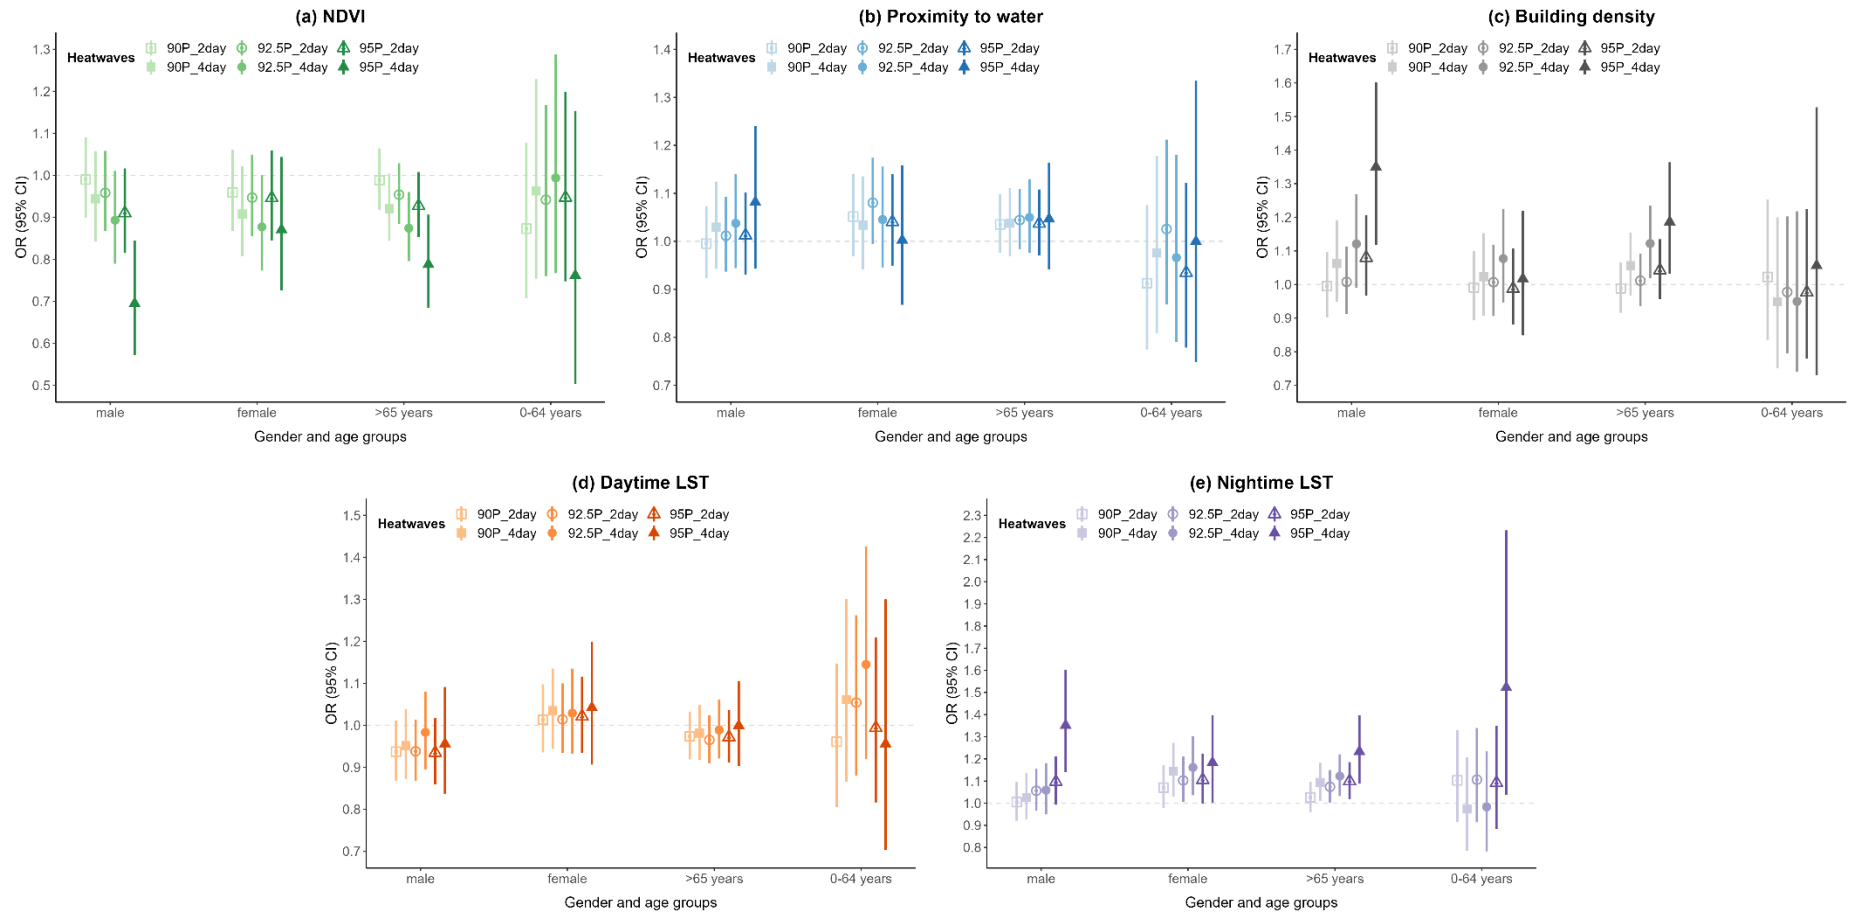 (a) NDVI
Heatwaves
90P_2day 92.5P_2day 95P_2day
90P_4day 92.5P_4day 95P_4day
OR (95% CI)
1.3
1.2
1.1
1.0
0.9
0.8
0.7
0.6
0.5
male female >65 years 0-64 years
Gender and age groups
(b) Proximity to water
Heatwaves
90P_2day 92.5P_2day 95P_2day
90P_4day 92.5P_4day 95P_4day
OR (95% CI)
1.4
1.3
1.2
1.1
1.0
0.9
0.8
0.7
male female >65 years 0-64 years
Gender and age groups
(c) Building density
Heatwaves
90P_2day 92.5P_2day 95P_2day
90P_4day 92.5P_4day 95P_4day
OR (95% CI)
1.7
1.6
1.5
1.4
1.3
1.2
1.1
1.0
0.9
0.8
0.7
male female >65 years 0-64 years
Gender and age groups
(d) Daytime LST
Heatwaves
90P_2day 92.5P_2day 95P_2day
90P_4day 92.5P_4day 95P_4day
OR (95% CI)
1.5
1.4
1.3
1.2
1.1
1.0
0.9
0.8
0.7
male female >65 years 0-64 years
Gender and age groups
(e) Nightime LST
Heatwaves
90P_2day 92.5P_2day 95P_2day
90P_4day 92.5P_4day 95P_4day
OR (95% CI)
2.3
2.2
2.1
2.0
1.9
1.8
1.7
1.6
1.5
1.4
1.3
1.2
1.1
1.0
0.9
0.8
male female >65 years 0-64 years
Gender and age groups